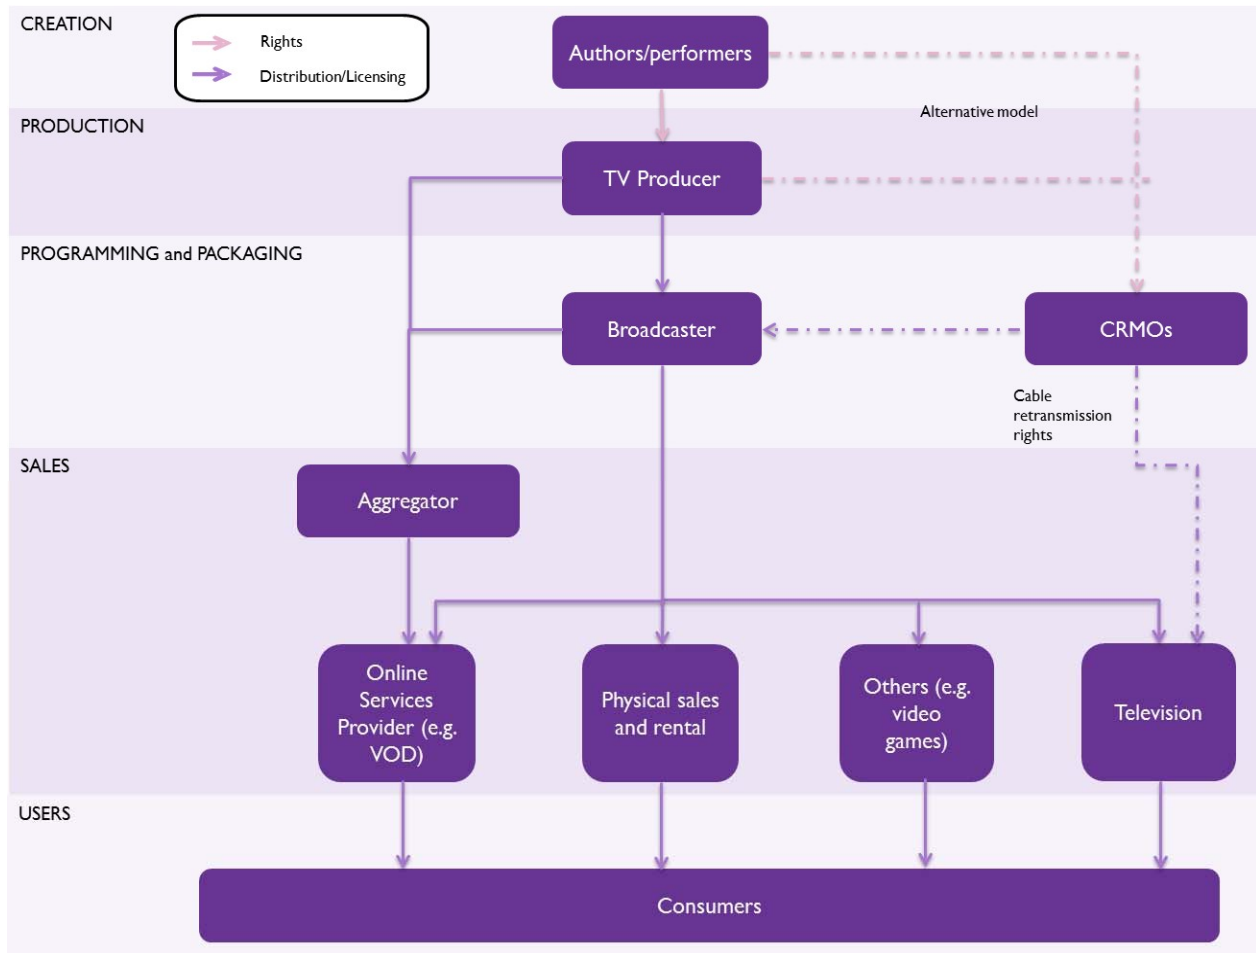 CREATION
Rights
Distribution/Licensing
Authors/performers
Alternative model
PRODUCTION
TV Producer
PROGRAMMING and PACKAGING
Broadcaster
CRMOs
Cable
retransmission
rights
SALES
Aggregator
Online
Services
Provider (e.g.
VOD)
Physical sales
and rental
Others (e.g.
video
games)
Television
USERS
Consumers